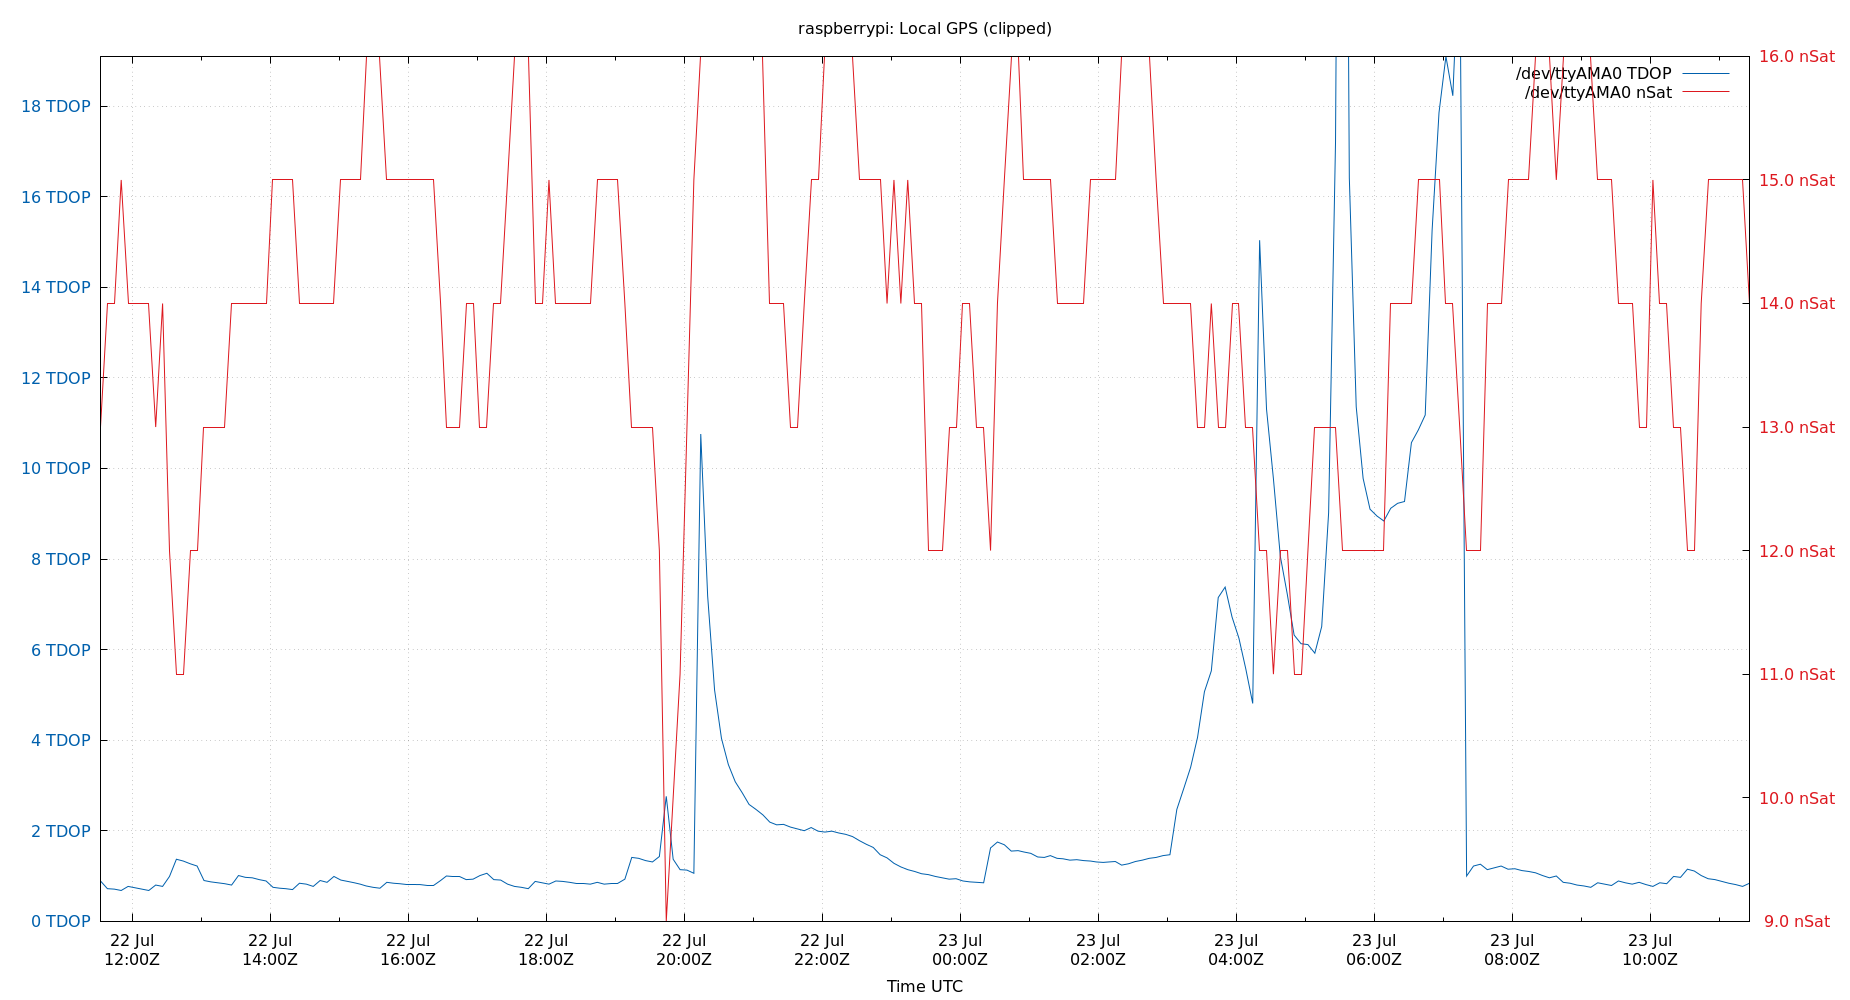 raspberrypi: Local GPS (clipped)
/dev/ttyAMA0 TDOP
/dev/ttyAMA0 nSat
18 TDOP
16 TDOP
14 TDOP
12 TDOP
10 TDOP
8 TDOP
6 TDOP
4 TDOP
2 TDOP
0 TDOP
16.0 nSat
15.0 nSat
14.0 nSat
13.0 nSat
12.0 nSat
11.0 nSat
10.0 nSat
9.0 nSat
22 Jul
12:00Z
22 Jul
14:00Z
22 Jul
16:00Z
22 Jul
18:00Z
22 Jul
20:00Z
22 Jul
22:00Z
23 Jul
00:00Z
23 Jul
02:00Z
23 Jul
04:00Z
23 Jul
06:00Z
23 Jul
08:00Z
23 Jul
10:00Z
Time UTC